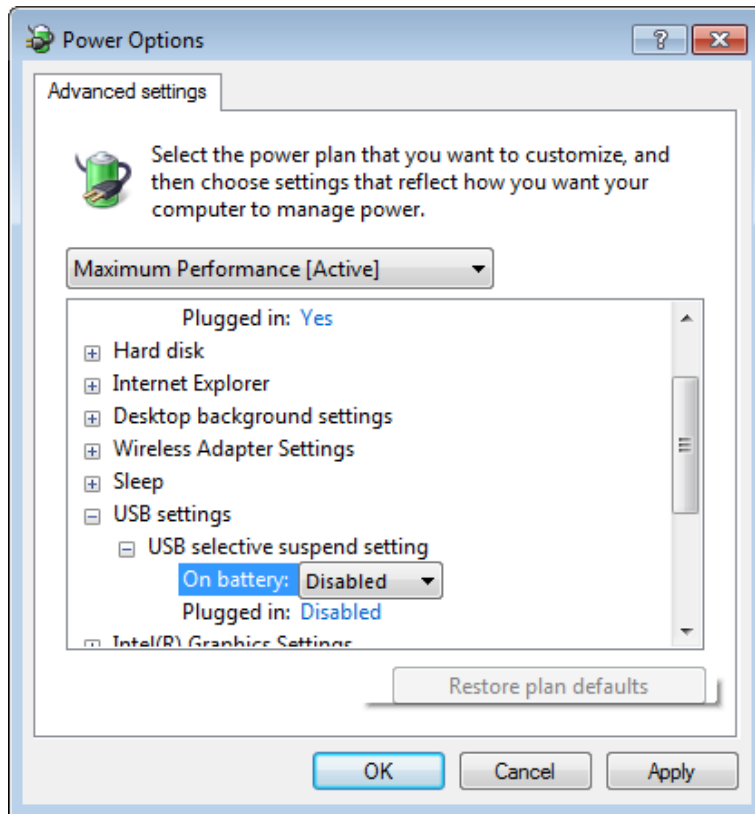 Power Options
Advanced settings
Select the power plan that you want to customize, and
then choose settings that reflect how you want your
computer to manage power.
Maximum Performance [Active]
Plugged in: Yes
Hard disk
Internet Explorer
Desktop background settings
Wireless Adapter Settings
Sleep
USB settings
USB selective suspend setting
On battery: Disabled
Plugged in: Disabled
Intel(R) Graphics Settings
Restore plan defaults
OK Cancel Apply